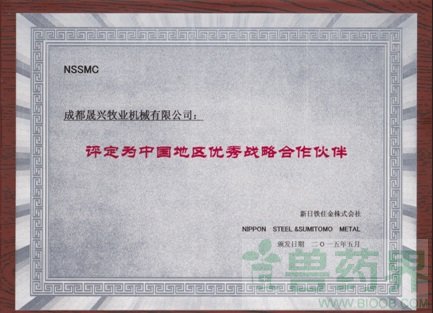 NSSMC
成都晟兴牧业机械有限公司：
评定为中国地区优秀战略合作伙伴
新日铁住金株式会社
NIPPON STEEL &SUMITOMO METAL
颁发日期 二〇一五年五月
兽药界
WWW.BIOOB.COM